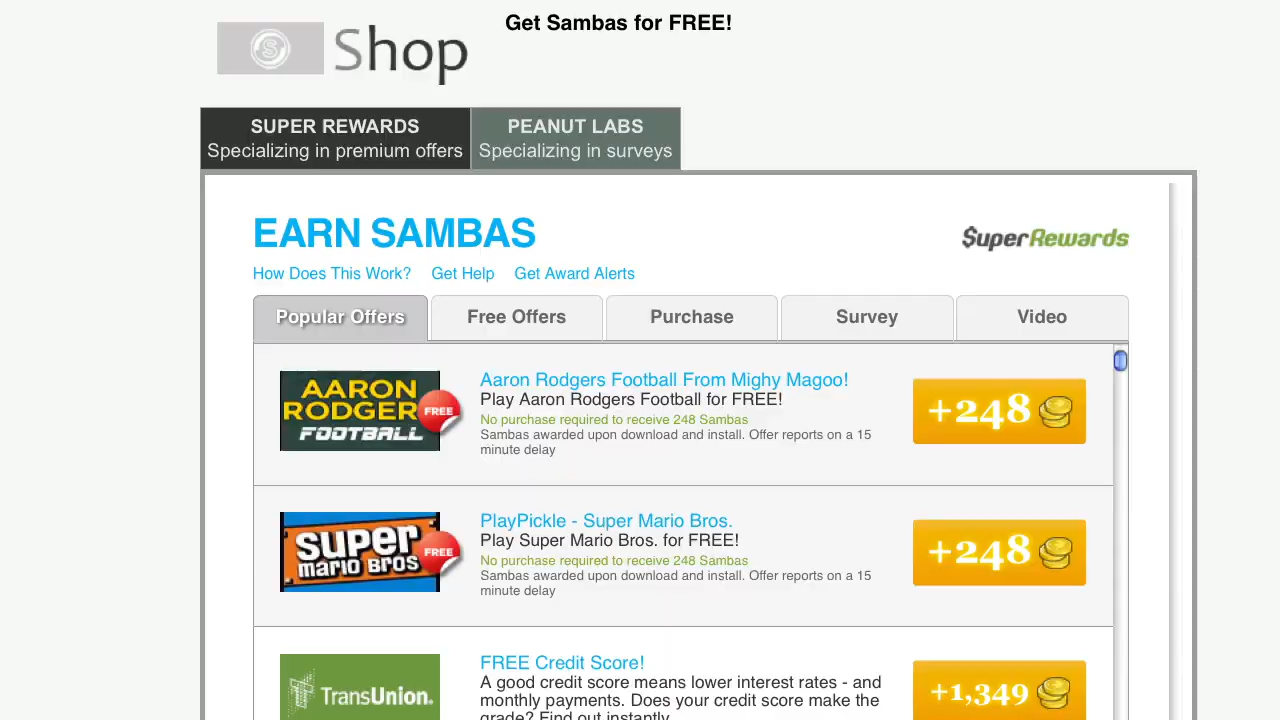 Get Sambas for FREE!
S Shop
SUPER REWARDS
Specializing in premium offers
PEANUT LABS
Specializing in surveys
EARN SAMBAS
$uperRewards
How Does This Work? Get Help Get Award Alerts
Popular Offers Free Offers Purchase Survey Video
AARON
RODGER
FOOTBALL
FREE
Aaron Rodgers Football From Mighy Magoo!
Play Aaron Rodgers Football for FREE!
No purchase required to receive 248 Sambas
Sambas awarded upon download and install. Offer reports on a 15
minute delay
+248
SUPER
MARIO BROS
FREE
PlayPickle - Super Mario Bros.
Play Super Mario Bros. for FREE!
No purchase required to receive 248 Sambas
Sambas awarded upon download and install. Offer reports on a 15
minute delay
+248
TransUnion.
FREE Credit Score!
A good credit score means lower interest rates - and
monthly payments. Does your credit score make the
grade? Find out instantly
+1,349